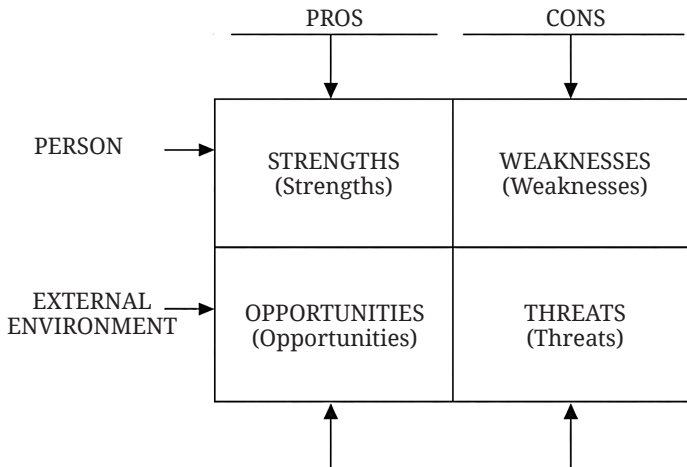 PROS CONS
PERSON
STRENGTHS
(Strengths)
WEAKNESSES
(Weaknesses)
EXTERNAL
ENVIRONMENT
OPPORTUNITIES
(Opportunities)
THREATS
(Threats)